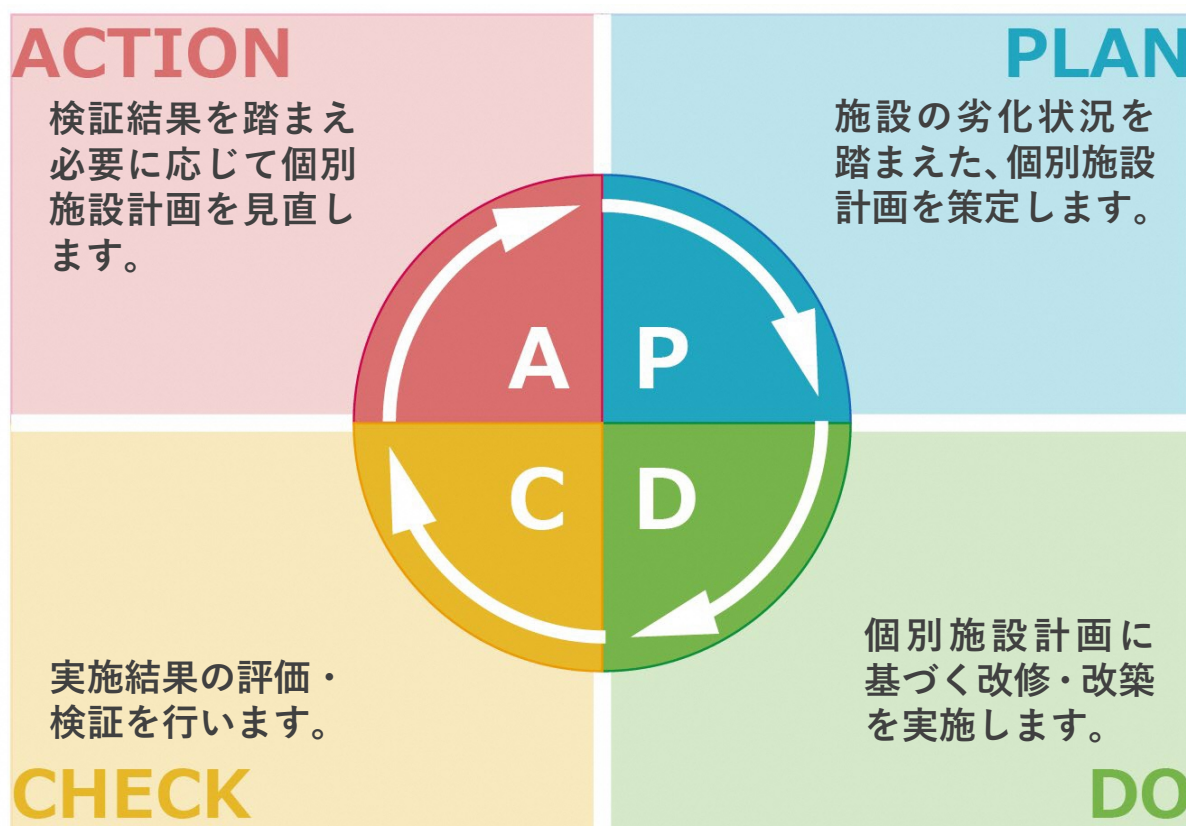 ACTION
検証結果を踏まえ
必要に応じて個別
施設計画を見直し
ます。
PLAN
施設の劣化状況を
踏まえた、個別施設
計画を策定します。
A
P
C
D
実施結果の評価・
検証を行います。
CHECK
個別施設計画に
基づく改修・改築
を実施します。
DO